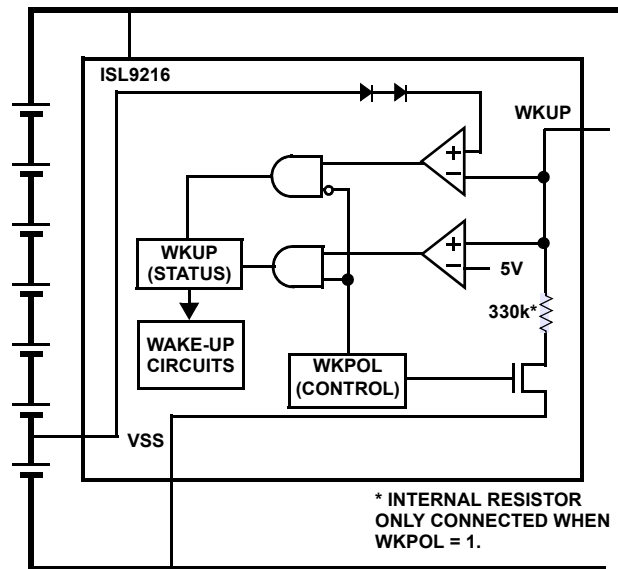 ISL9216
WKUP
+
−
+
−
5V
WKUP
(STATUS)
330k*
WAKE-UP
CIRCUITS
WKPOL
(CONTROL)
VSS
* INTERNAL RESISTOR
ONLY CONNECTED WHEN
WKPOL = 1.